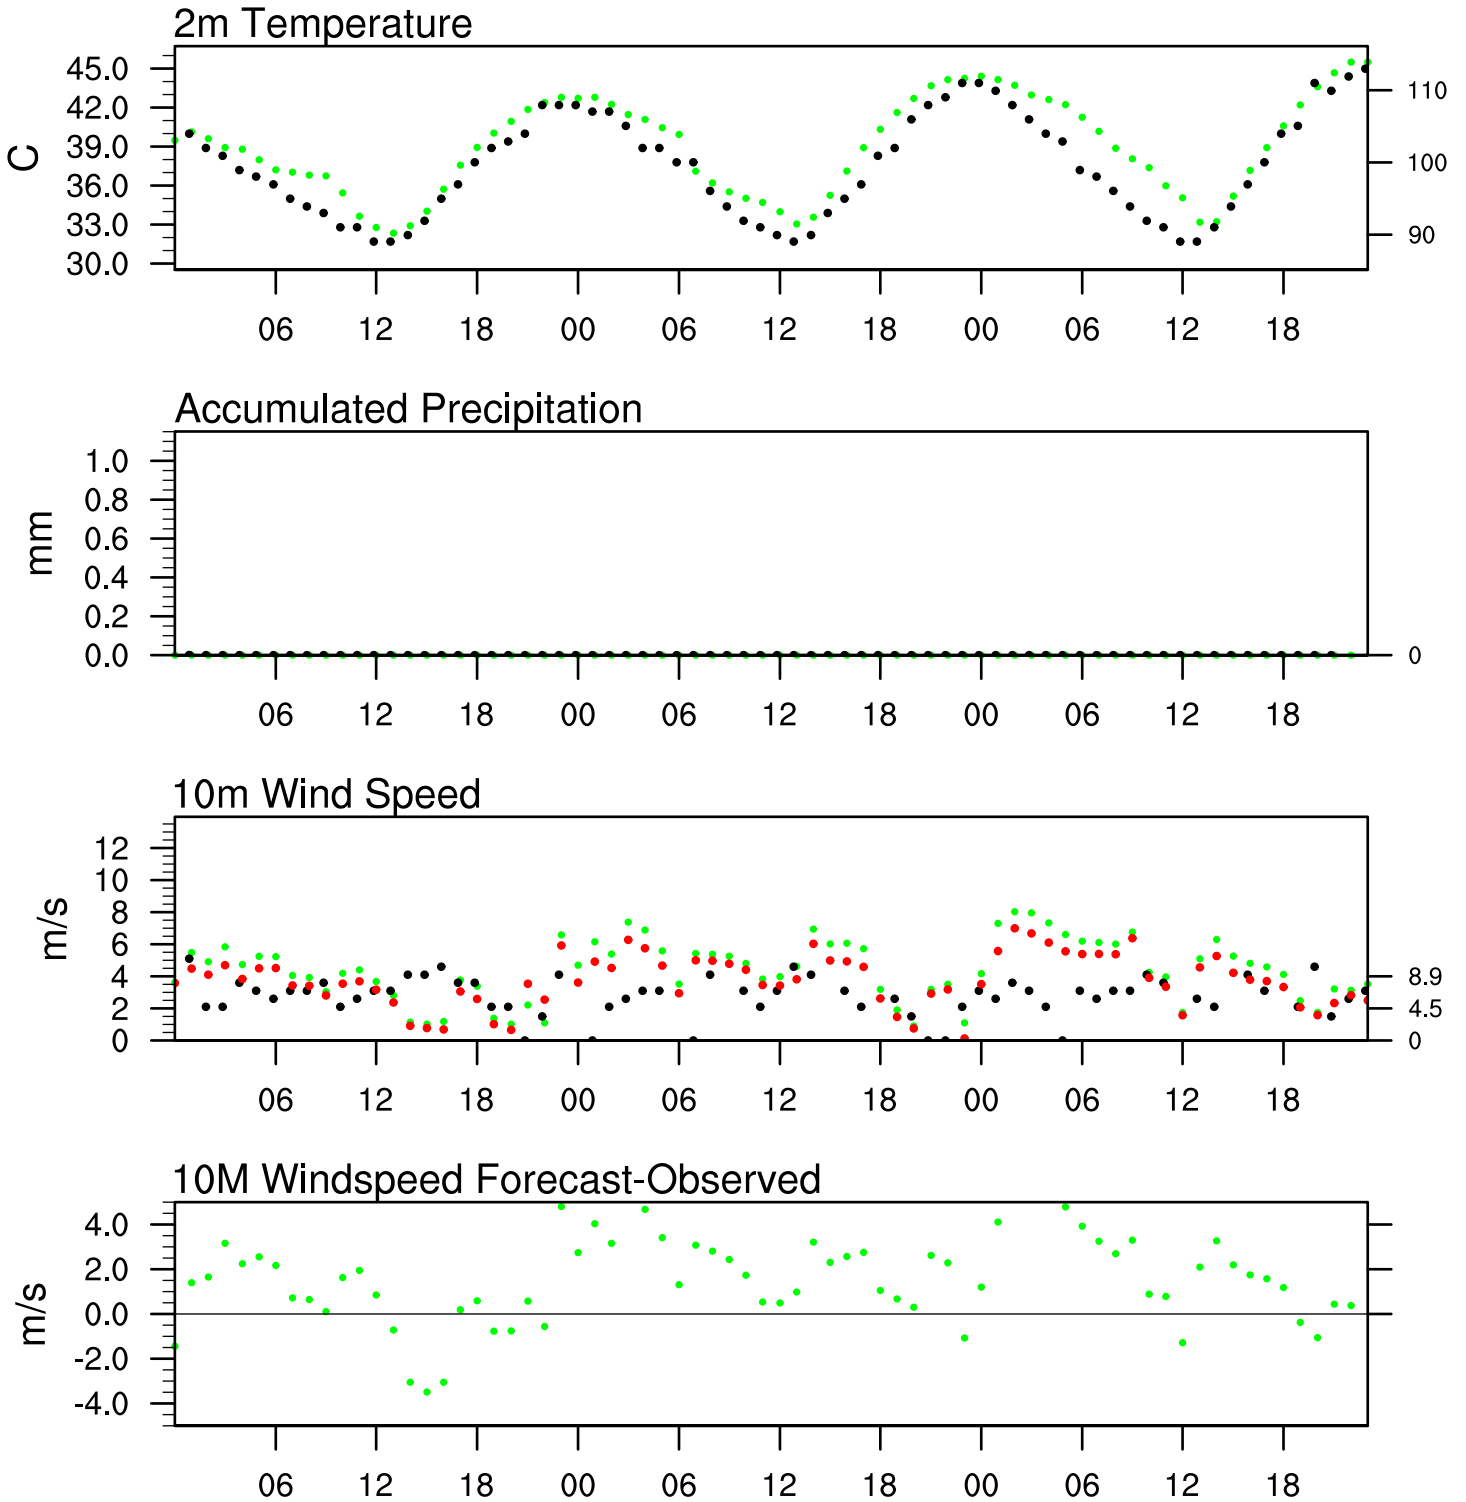 2m Temperature
45.0
42.0
39.0
36.0
33.0
30.0
C
110
100
90
06 12 18 00 06 12 18 00 06 12 18
Accumulated Precipitation
1.0
0.8
0.6
0.4
0.2
0.0
mm
0
06 12 18 00 06 12 18 00 06 12 18
10m Wind Speed
12
10
8
6
4
2
0
m/s
8.9
4.5
0
06 12 18 00 06 12 18 00 06 12 18
10M Windspeed Forecast-Observed
4.0
2.0
0.0
-2.0
-4.0
m/s
06 12 18 00 06 12 18 00 06 12 18